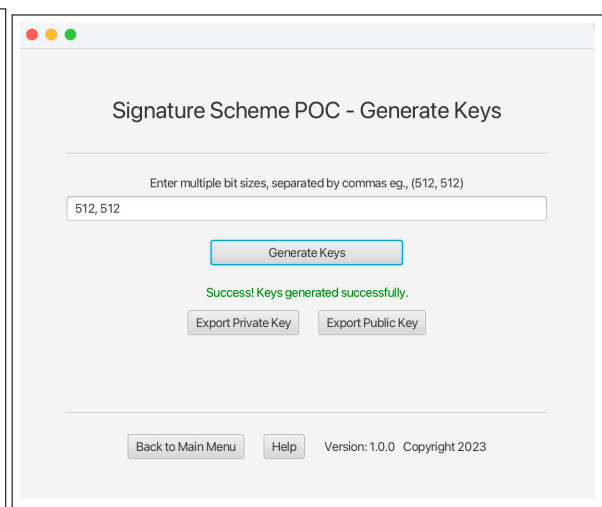 Signature Scheme POC - Generate Keys
Enter multiple bit sizes, separated by commas eg., (512, 512)
512, 512
Generate Keys
Success! Keys generated successfully.
Export Private Key Export Public Key
Back to Main Menu Help Version: 1.0.0 Copyright 2023